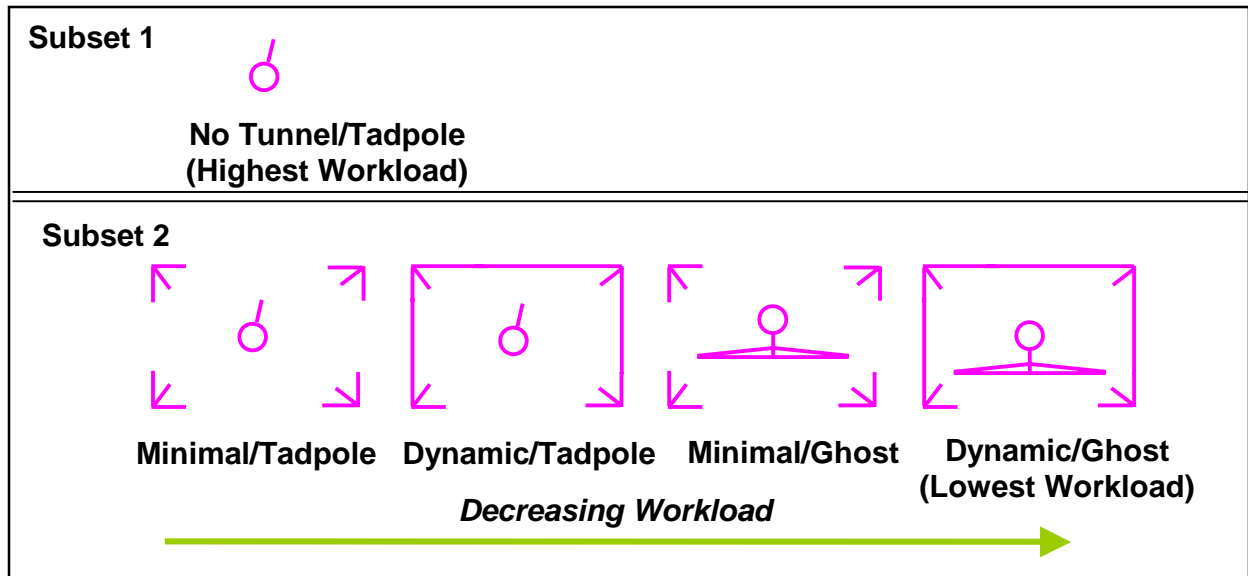 Subset 1
No Tunnel/Tadpole
(Highest Workload)
Subset 2
Minimal/Tadpole
Dynamic/Tadpole
Minimal/Ghost
Dynamic/Ghost
(Lowest Workload)
Decreasing Workload